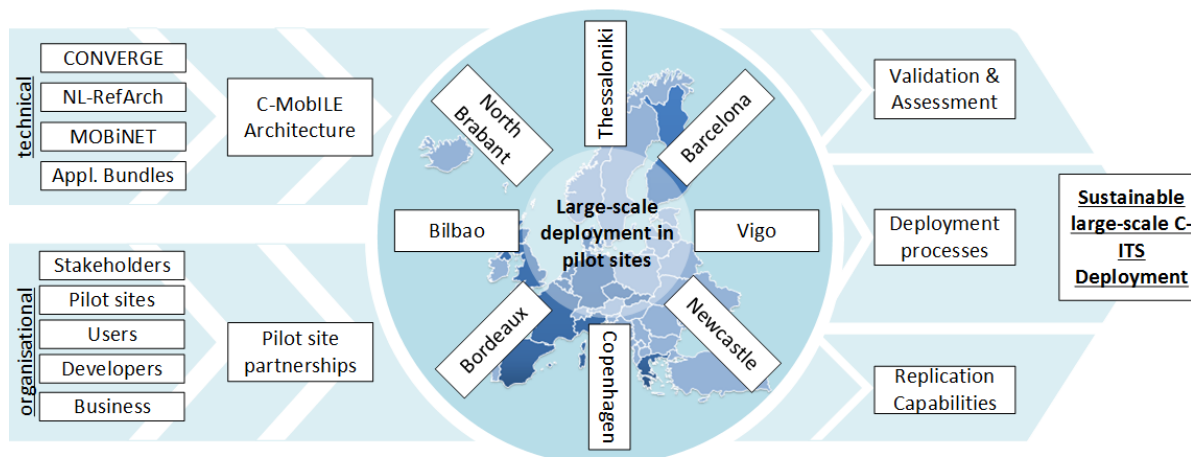 technical
CONVERGE
NL-RefArch
MOBiNET
Appl. Bundles
C-MobILE
Architecture
organisational
Stakeholders
Pilot sites
Users
Developers
Business
Pilot site
partnerships
Thessaloniki
North
Brabant
Barcelona
Bilbao
Large-scale
deployment in
pilot sites
Vigo
Bordeaux
Copenhagen
Newcastle
Validation &
Assessment
Deployment
processes
Replication
Capabilities
Sustainable
large-scale C-
ITS
Deployment